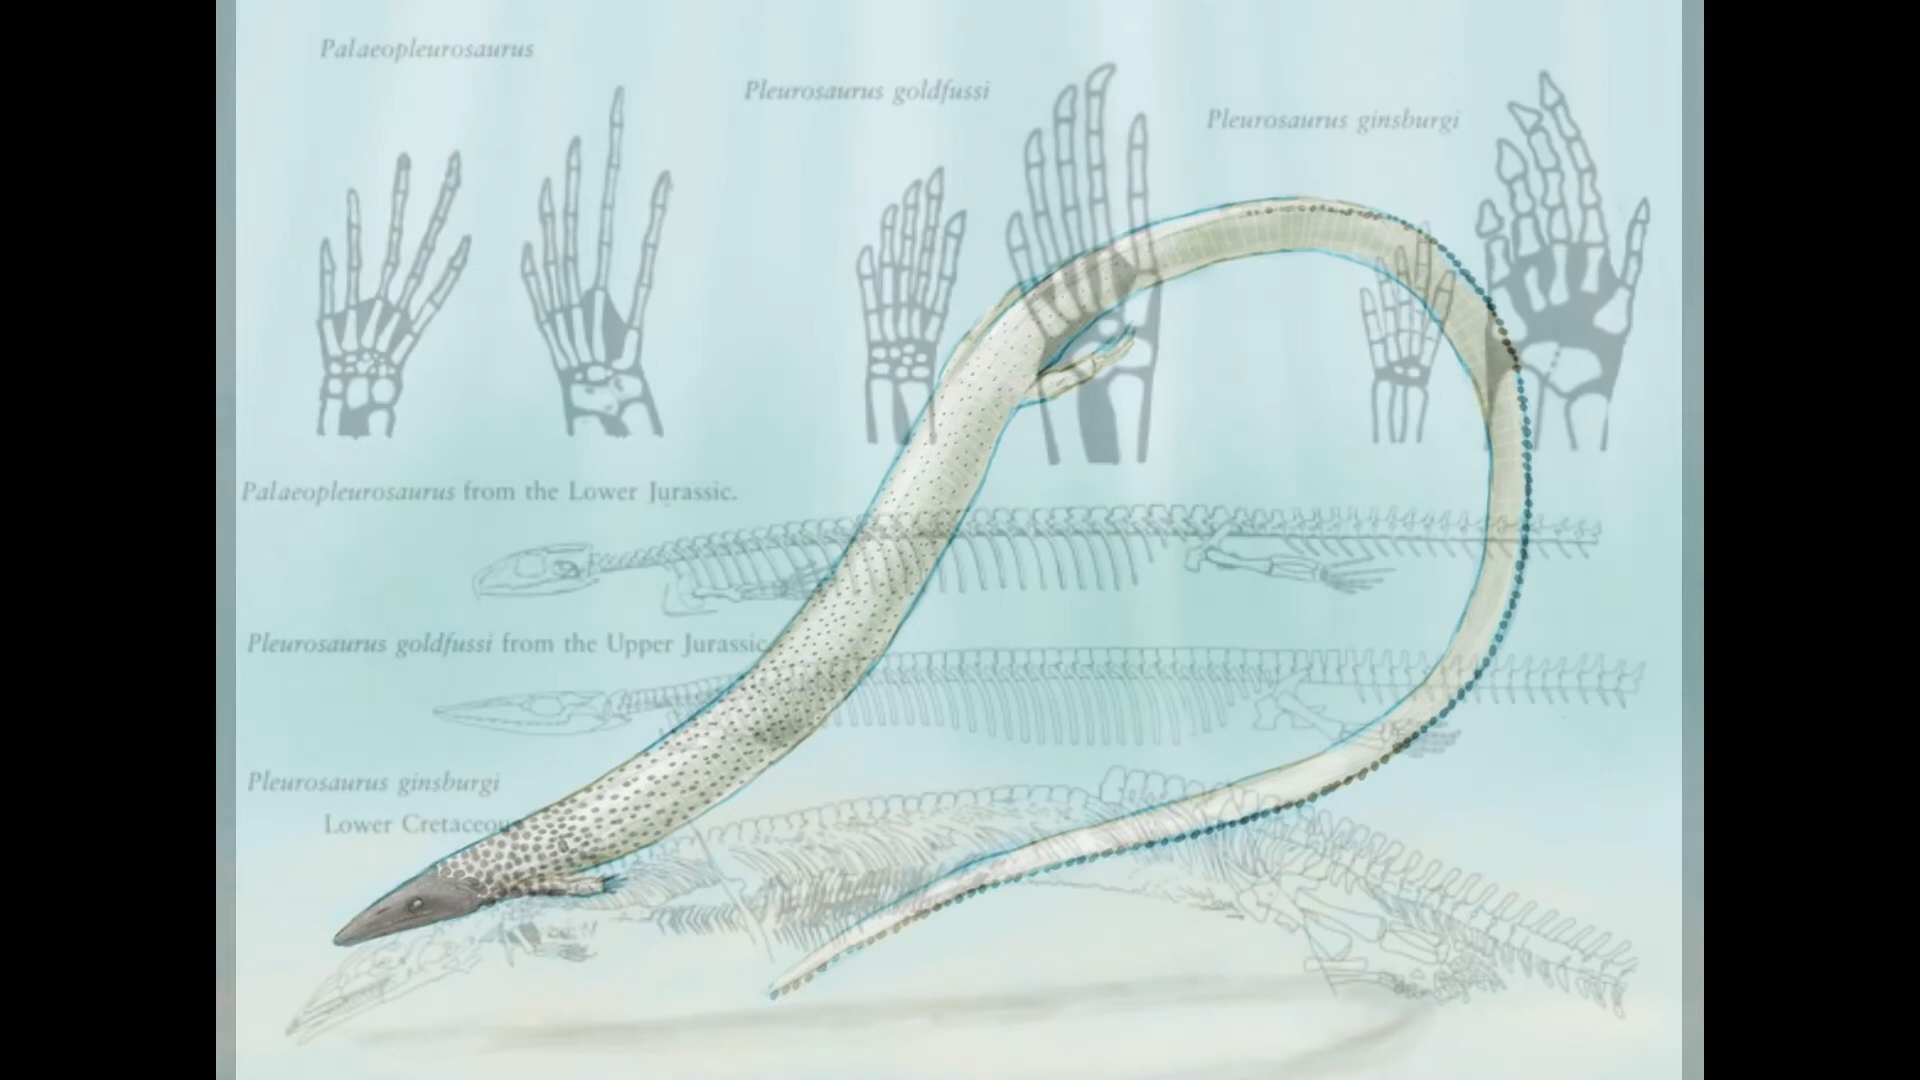 Palaeopleurosaurus
Pleurosaurus goldfussi
Pleurosaurus ginsburgi
Palaeopleurosaurus from the Lower Jurassic.
Pleurosaurus goldfussi from the Upper Jurassic
Pleurosaurus ginsburgi
Lower Cretaceous